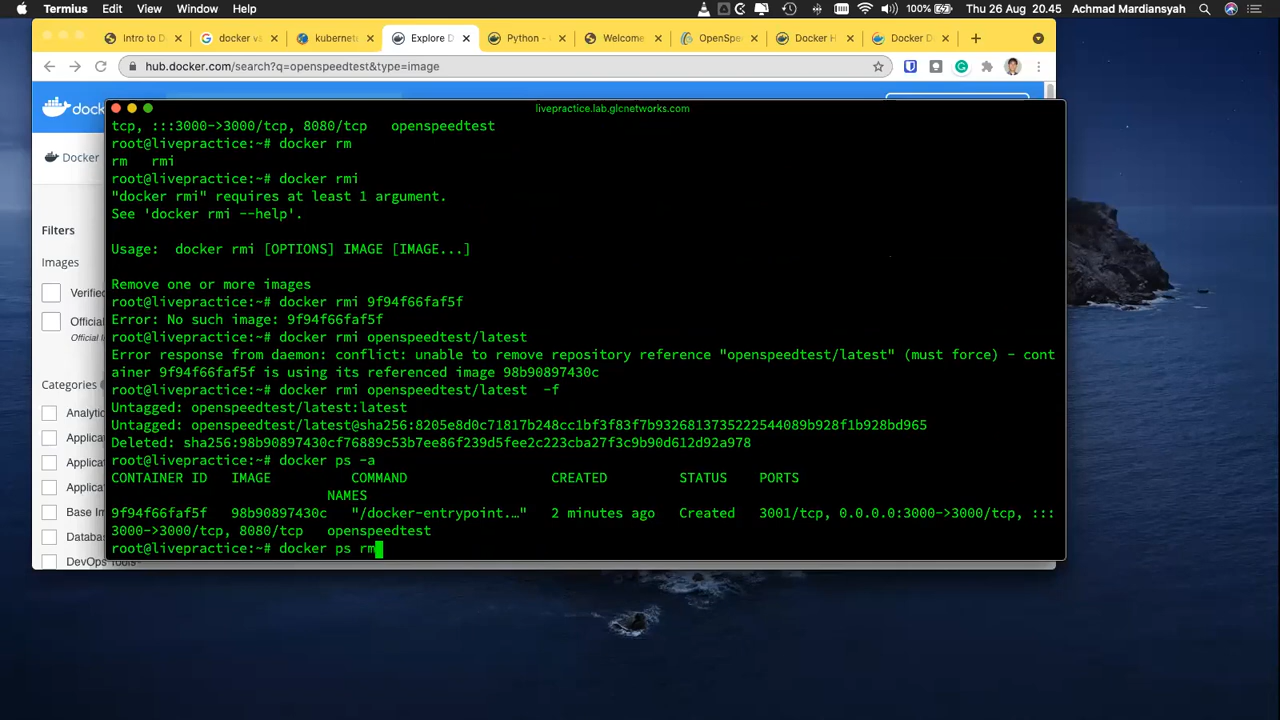 Termius Edit View Window Help 100% Thu 26 Aug 20.45 Achmad Mardiansyah
Intro to D docker va kubernete Explore D Python - Welcome OpenSpe Docker H Docker D
hub.docker.com/search?q=openspeedtest&type=image
docker
livepractice.lab.glcnetworks.com
Docker
Filters
Images
Verified
Official
Official I
Categories
Analytic
Applica
Applica
Applica
Base Im
Databas
DevOps Tools
tcp, :::3000->3000/tcp, 8080/tcp openspeedtest
root@livepractice:~# docker rm
rm rmi
root@livepractice:~# docker rmi
"docker rmi" requires at least 1 argument.
See 'docker rmi --help'.
Usage: docker rmi [OPTIONS] IMAGE [IMAGE...]
Remove one or more images
root@livepractice:~# docker rmi 9f94f66faf5f
Error: No such image: 9f94f66faf5f
root@livepractice:~# docker rmi openspeedtest/latest
Error response from daemon: conflict: unable to remove repository reference "openspeedtest/latest" (must force) - cont
ainer 9f94f66faf5f is using its referenced image 98b90897430c
root@livepractice:~# docker rmi openspeedtest/latest -f
Untagged: openspeedtest/latest:latest
Untagged: openspeedtest/latest@sha256:8205e8d0c71817b248cc1bf3f83f7b9326813735222544089b928f1b928bd965
Deleted: sha256:98b90897430cf76889c53b7ee86f239d5fee2c223cba27f3c9b90d612d92a978
root@livepractice:~# docker ps -a
CONTAINER ID IMAGE COMMAND CREATED STATUS PORTS
NAMES
9f94f66faf5f 98b90897430c "/docker-entrypoint.…" 2 minutes ago Created 3001/tcp, 0.0.0.0:3000->3000/tcp, :::
3000->3000/tcp, 8080/tcp openspeedtest
root@livepractice:~# docker ps rm